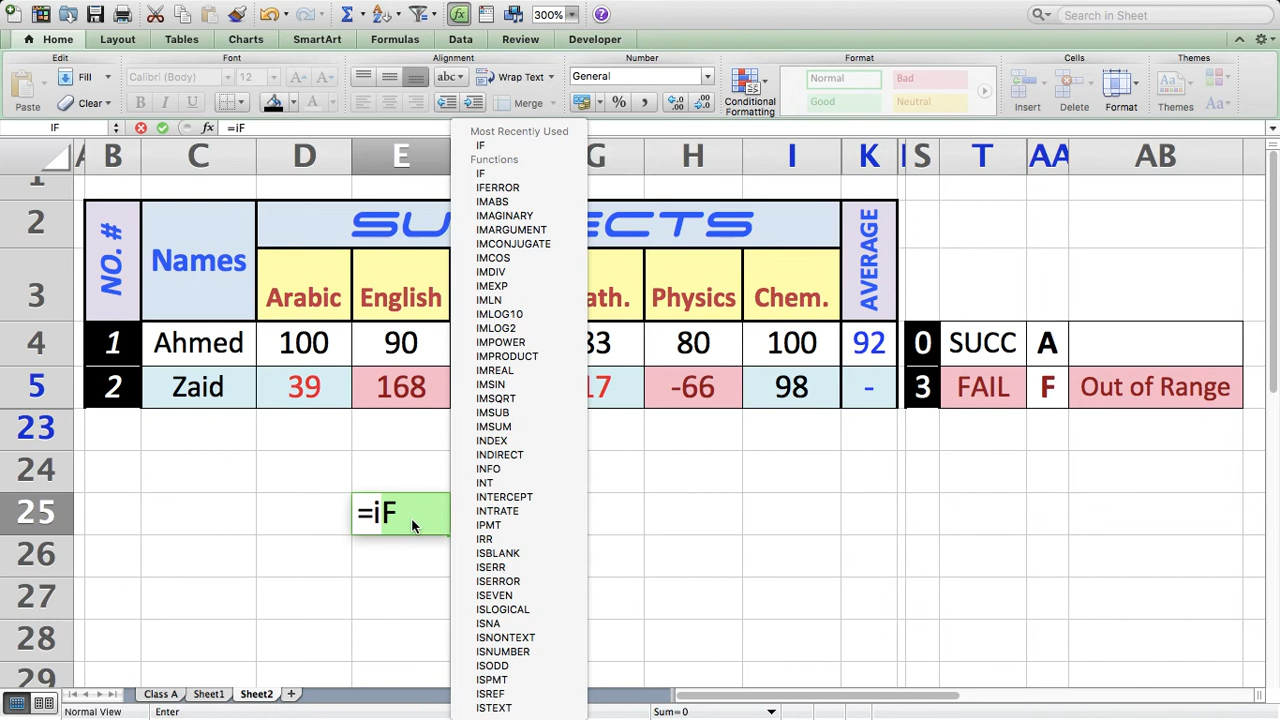 300%
Search in Sheet
Home Layout Tables Charts SmartArt Formulas Data Review Developer
Edit Font Alignment Number Format Cells Themes
Fill Calibri (Body) 12 abc Wrap Text General Normal Bad
Paste Clear B I U Merge % Conditional Formatting Good Neutral Insert Delete Format Themes Aa
IF fx =iF
B C D E G H I K S T AA AB
1
2 NO. # Names SUBJECTS AVERAGE
3 Arabic English ath. Physics Chem.
4 1 Ahmed 100 90 80 100 92 0 SUCC A
5 2 Zaid 39 168 17 -66 98 - 3 FAIL F Out of Range
23
24
25 =iF
26
27
28
29
Most Recently Used
IF
Functions
IF
IFERROR
IMABS
IMAGINARY
IMARGUMENT
IMCONJUGATE
IMCOS
IMDIV
IMEXP
IMLN
IMLOG10
IMLOG2
IMPOWER
IMPRODUCT
IMREAL
IMSIN
IMSQRT
IMSUB
IMSUM
INDEX
INDIRECT
INFO
INT
INTERCEPT
INTRATE
IPMT
IRR
ISBLANK
ISERR
ISERROR
ISEVEN
ISLOGICAL
ISNA
ISNONTEXT
ISNUMBER
ISODD
ISPMT
ISREF
ISTEXT
Class A Sheet1 Sheet2
Normal View Enter Sum=0